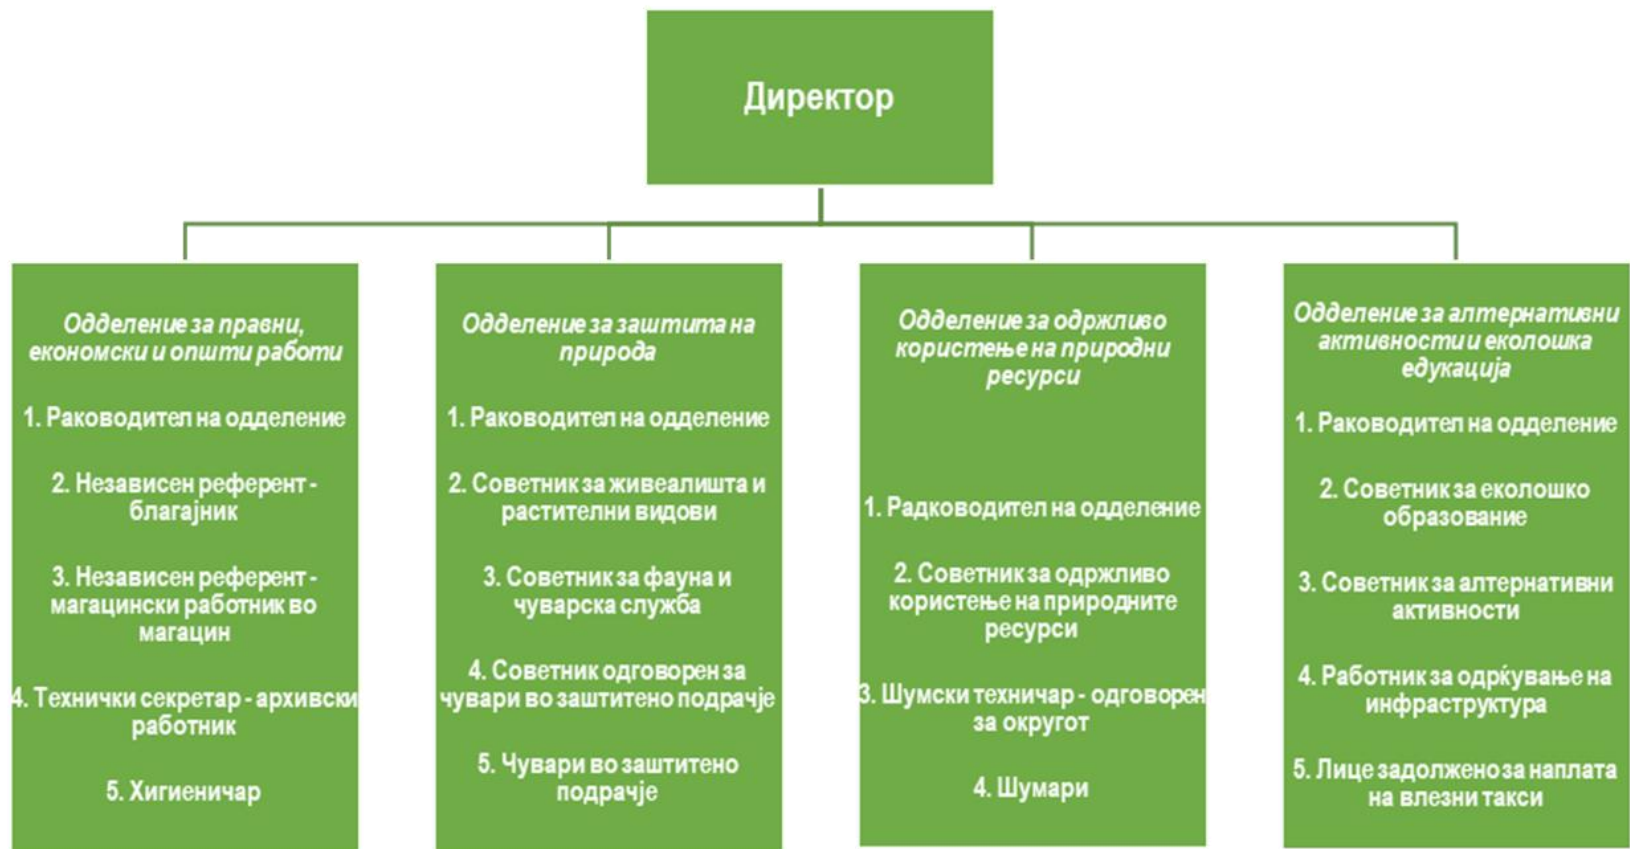 Директор
Одделение за правни,
економски и општи работи
1. Раководител на одделение
2. Независен референт -
благајник
3. Независен референт -
магацински работник во
магацин
4. Технички секретар - архивски
работник
5. Хигиеничар
Одделение за заштита на
природа
1. Раководител на одделение
2. Советник за живеалишта и
растителни видови
3. Советник за фауна и
чуварска служба
4. Советник одговорен за
чувари во заштитено подрачје
5. Чувари во заштитено
подрачје
Одделение за одржливо
користење на природни
ресурси
1. Радководител на одделение
2. Советник за одржливо
користење на природните
ресурси
3. Шумски техничар - одговорен
за округот
4. Шумари
Одделение за алтернативни
активности и еколошка
едукација
1. Раководител на одделение
2. Советник за еколошко
образование
3. Советник за алтернативни
активности
4. Работник за одрќување на
инфраструктура
5. Лице задолжено за наплата
на влезни такси